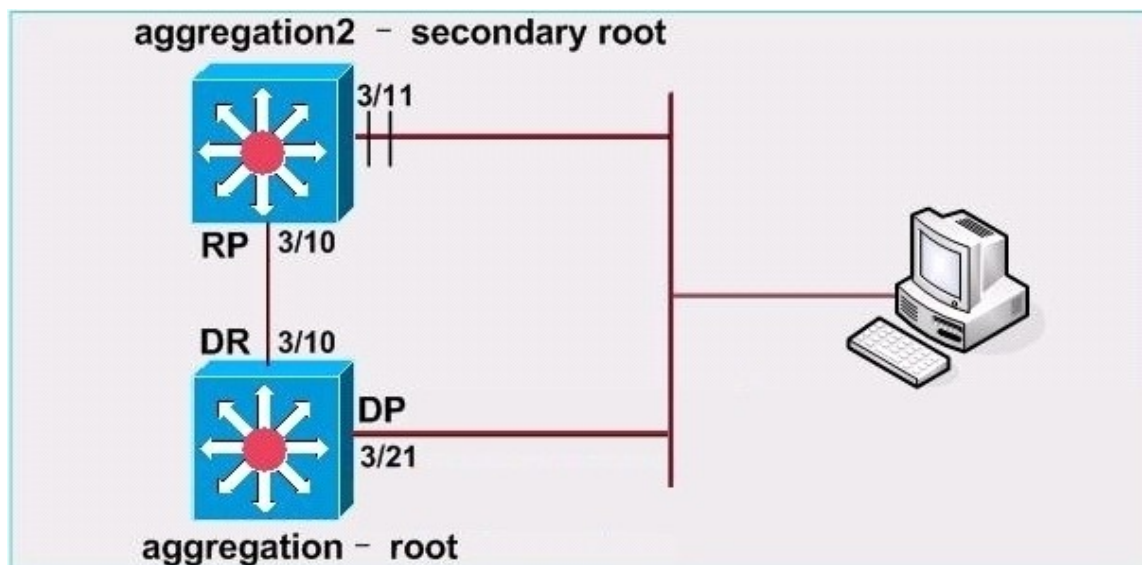 aggregation2 – secondary root
3/11
RP 3/10
DR 3/10
DP
3/21
aggregation – root